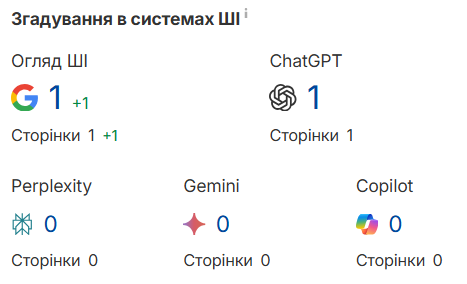 Згадування в системах ШІ i
Огляд ШІ
ChatGPT
1 +1
1
Сторінки 1 +1
Сторінки 1
Perplexity
Gemini
Copilot
0
0
0
Сторінки 0
Сторінки 0
Сторінки 0